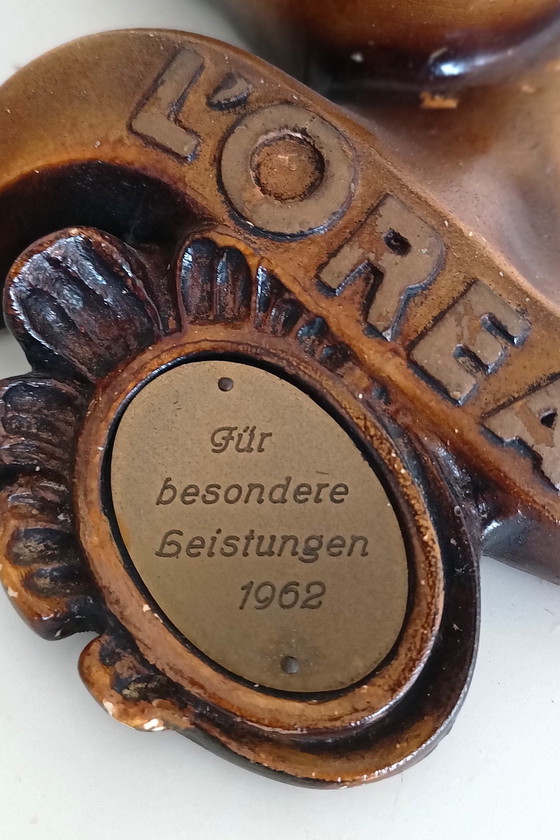 L'OREA
Für
besondere
Leistungen
1962